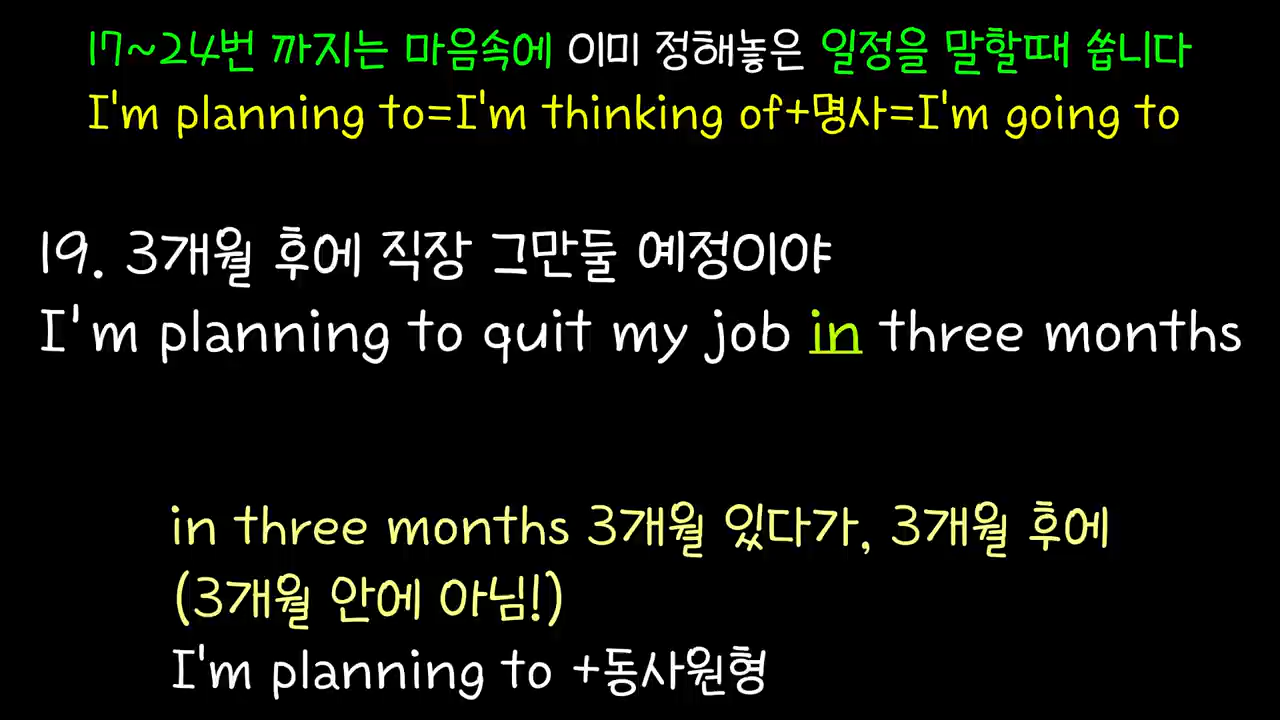 17~24번 까지는 마음속에 이미 정해놓은 일정을 말할때 씁니다
I'm planning to=I'm thinking of+명사=I'm going to
19. 3개월 후에 직장 그만둘 예정이야
I'm planning to quit my job in three months
in three months 3개월 있다가, 3개월 후에
(3개월 안에 아님!)
I'm planning to +동사원형